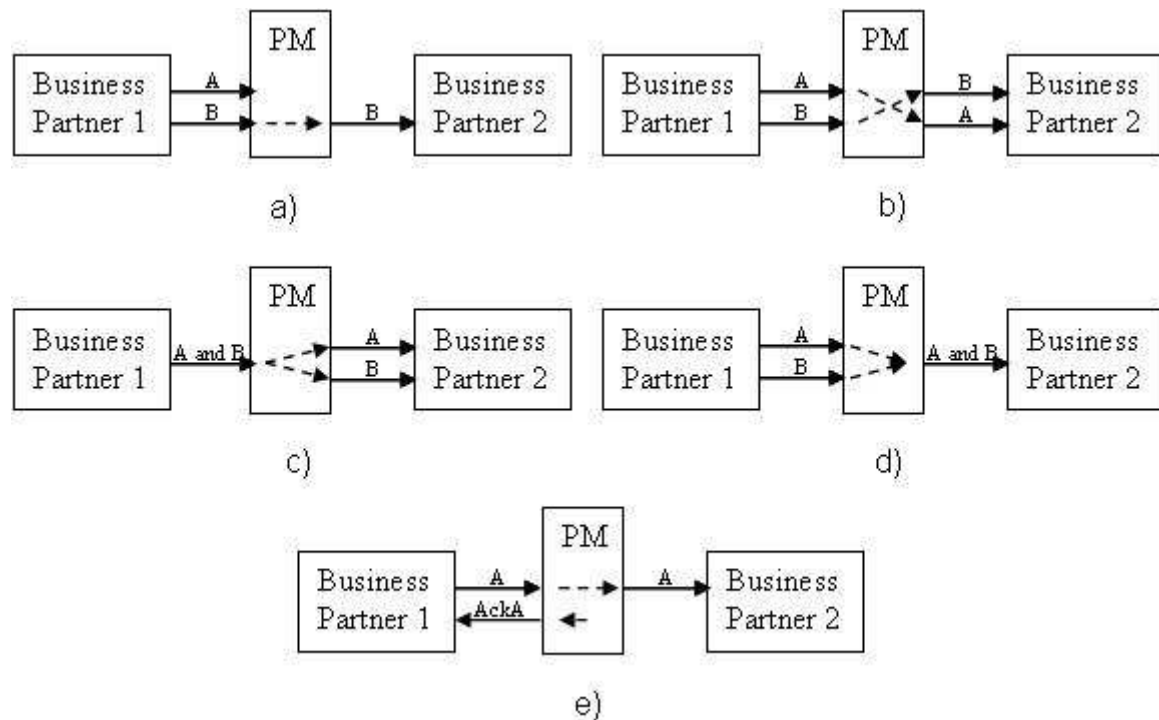 PM
Business
Partner 1
A
B
B
Business
Partner 2
a)
PM
Business
Partner 1
A
B
B
A
Business
Partner 2
b)
PM
Business
Partner 1
A and B
A
B
Business
Partner 2
c)
PM
Business
Partner 1
A
B
A and B
Business
Partner 2
d)
PM
Business
Partner 1
A
AckA
A
Business
Partner 2
e)